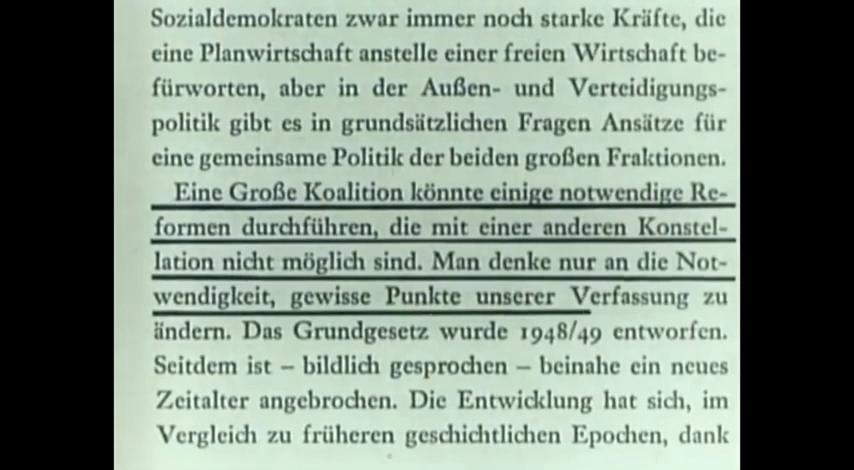 Sozialdemokraten zwar immer noch starke Kräfte, die
eine Planwirtschaft anstelle einer freien Wirtschaft be-
fürworten, aber in der Außen- und Verteidigungs-
politik gibt es in grundsätzlichen Fragen Ansätze für
eine gemeinsame Politik der beiden großen Fraktionen.
Eine Große Koalition könnte einige notwendige Re-
formen durchführen, die mit einer anderen Konstel-
lation nicht möglich sind. Man denke nur an die Not-
wendigkeit, gewisse Punkte unserer Verfassung zu
ändern. Das Grundgesetz wurde 1948/49 entworfen.
Seitdem ist – bildlich gesprochen – beinahe ein neues
Zeitalter angebrochen. Die Entwicklung hat sich, im
Vergleich zu früheren geschichtlichen Epochen, dank